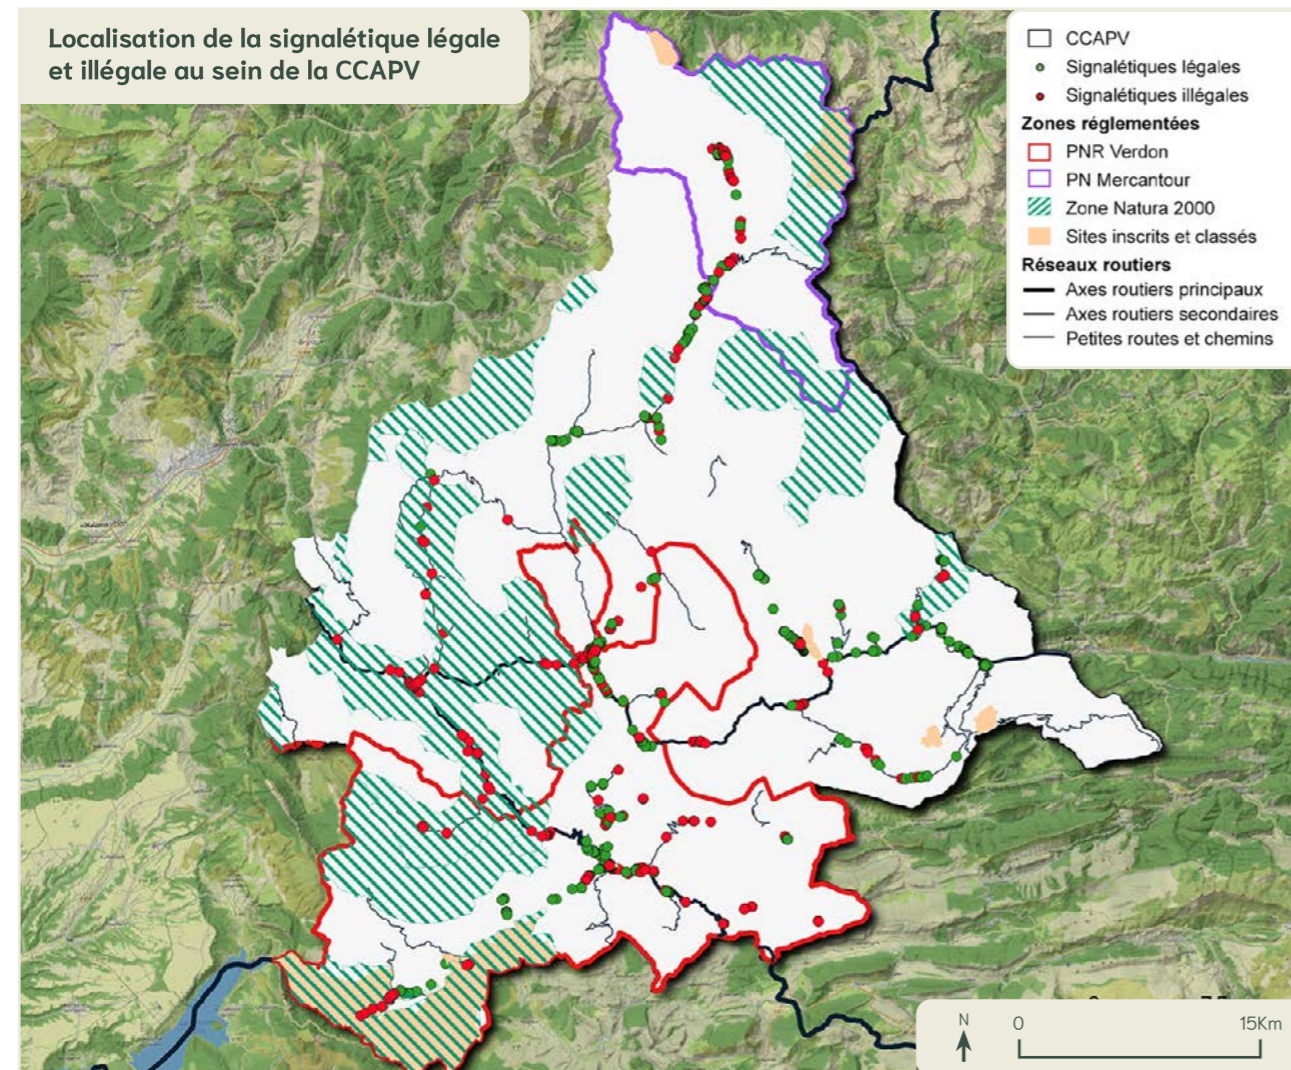 Localisation de la signalétique légale
et illégale au sein de la CCAPV
CCAPV
Signalétiques légales
Signalétiques illégales
Zones réglementées
PNR Verdon
PN Mercantour
Zone Natura 2000
Sites inscrits et classés
Réseaux routiers
Axes routiers principaux
Axes routiers secondaires
Petites routes et chemins
N
0
15Km